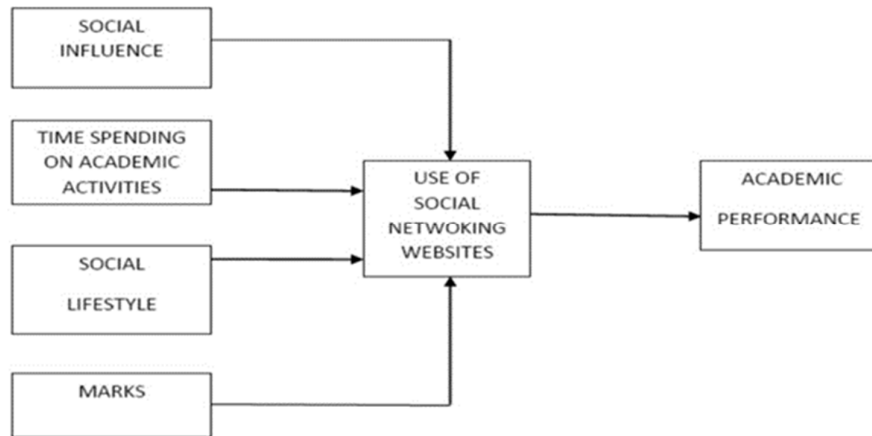 SOCIAL
INFLUENCE
TIME SPENDING
ON ACADEMIC
ACTIVITIES
SOCIAL
LIFESTYLE
MARKS
USE OF
SOCIAL
NETWOKING
WEBSITES
ACADEMIC
PERFORMANCE